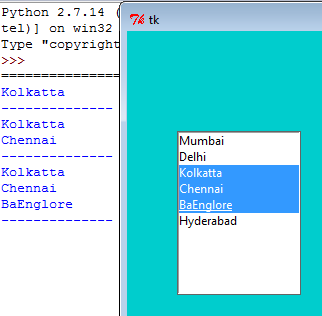 Python 2.7.14 (
tel)] on win32
Type "copyright
>>>
===============
Kolkatta
--------------
Kolkatta
Chennai
--------------
Kolkatta
Chennai
BaEnglore
--------------
tk
Mumbai
Delhi
Kolkatta
Chennai
BaEnglore
Hyderabad